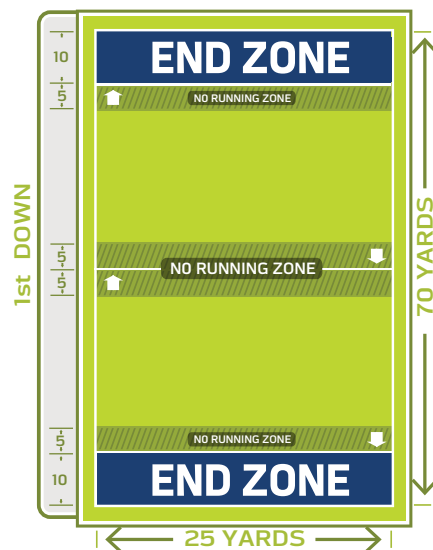 END ZONE
10
5
NO RUNNING ZONE
1st DOWN
5
5
NO RUNNING ZONE
70 YARDS
5
NO RUNNING ZONE
10
END ZONE
25 YARDS